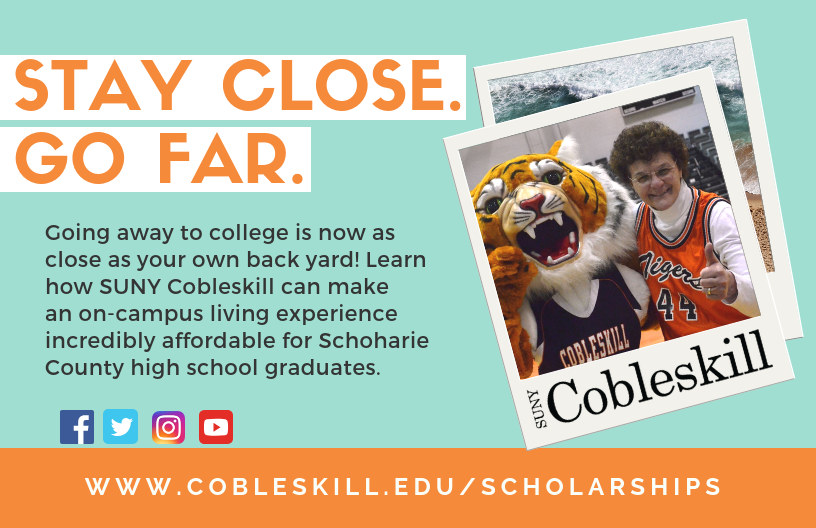 STAY CLOSE.
GO FAR.
Going away to college is now as
close as your own back yard! Learn
how SUNY Cobleskill can make
an on-campus living experience
incredibly affordable for Schoharie
County high school graduates.
COBLESKILL
Tigers
44
SUNY Cobleskill
WWW.COBLESKILL.EDU/SCHOLARSHIPS